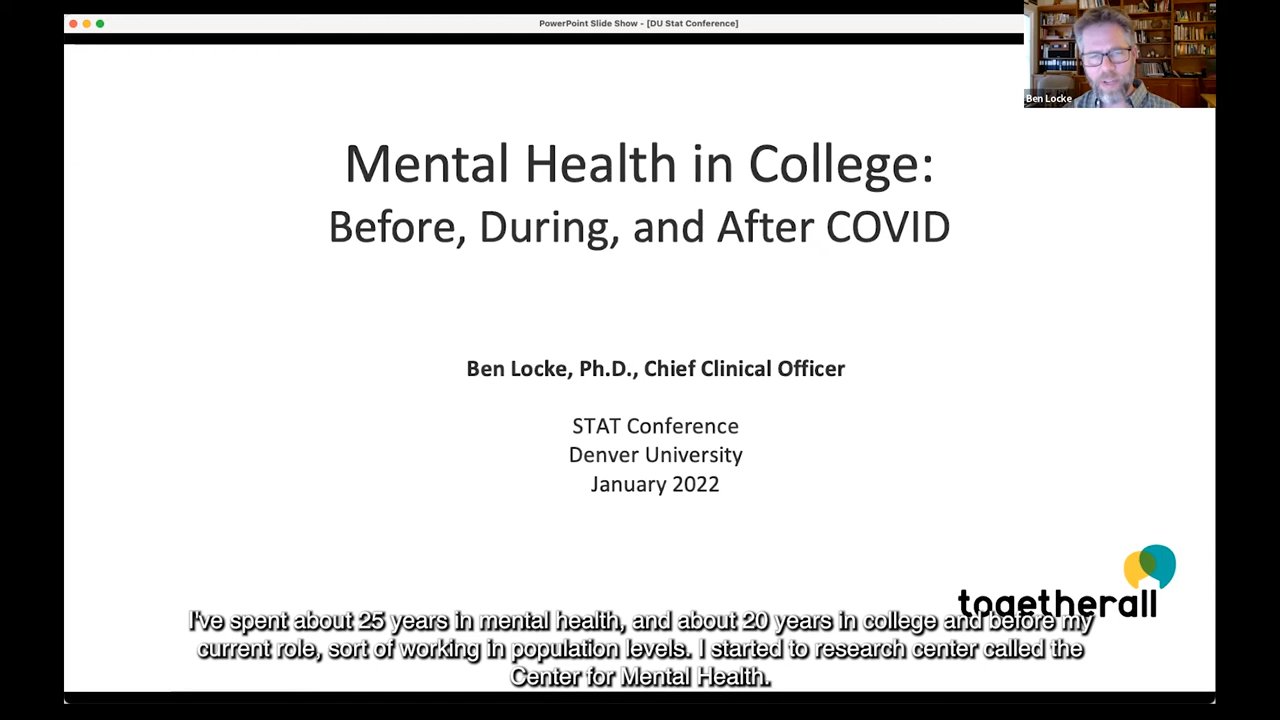 PowerPoint Slide Show - [DU Stat Conference]
Ben Locke
Mental Health in College:
Before, During, and After COVID
Ben Locke, Ph.D., Chief Clinical Officer
STAT Conference
Denver University
January 2022
togetherall
I've spent about 25 years in mental health, and about 20 years in college and before my
current role, sort of working in population levels. I started to research center called the
Center for Mental Health.